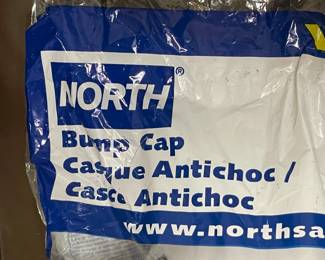 NORTH®
Bump Cap
Casque Antichoc /
Casco Antichoc
www.northsa